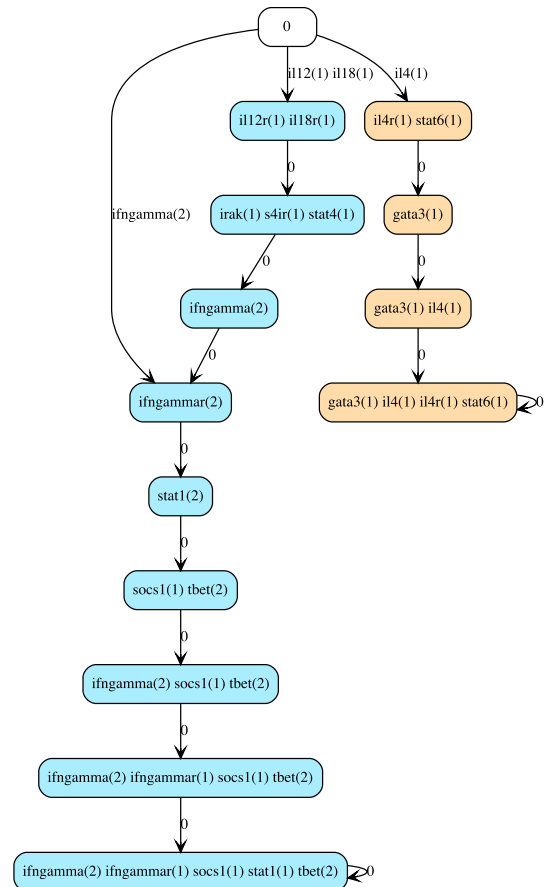 0
il12(1) il18(1)
il4(1)
il12r(1) il18r(1)
il4r(1) stat6(1)
0
0
ifngamma(2)
irak(1) s4ir(1) stat4(1)
gata3(1)
0
0
ifngamma(2)
gata3(1) il4(1)
0
0
ifngammar(2)
gata3(1) il4(1) il4r(1) stat6(1)
0
0
stat1(2)
0
socs1(1) tbet(2)
0
ifngamma(2) socs1(1) tbet(2)
0
ifngamma(2) ifngammar(1) socs1(1) tbet(2)
0
ifngamma(2) ifngammar(1) socs1(1) stat1(1) tbet(2)
0